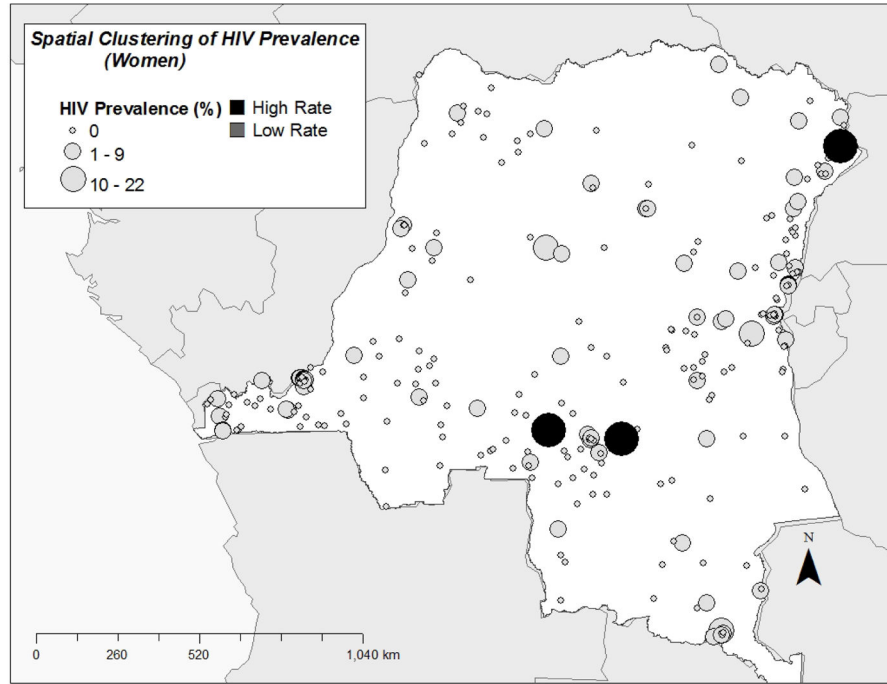 Spatial Clustering of HIV Prevalence
(Women)
HIV Prevalence (%)
High Rate
0
Low Rate
1 - 9
10 - 22
N
0 260 520 1,040 km